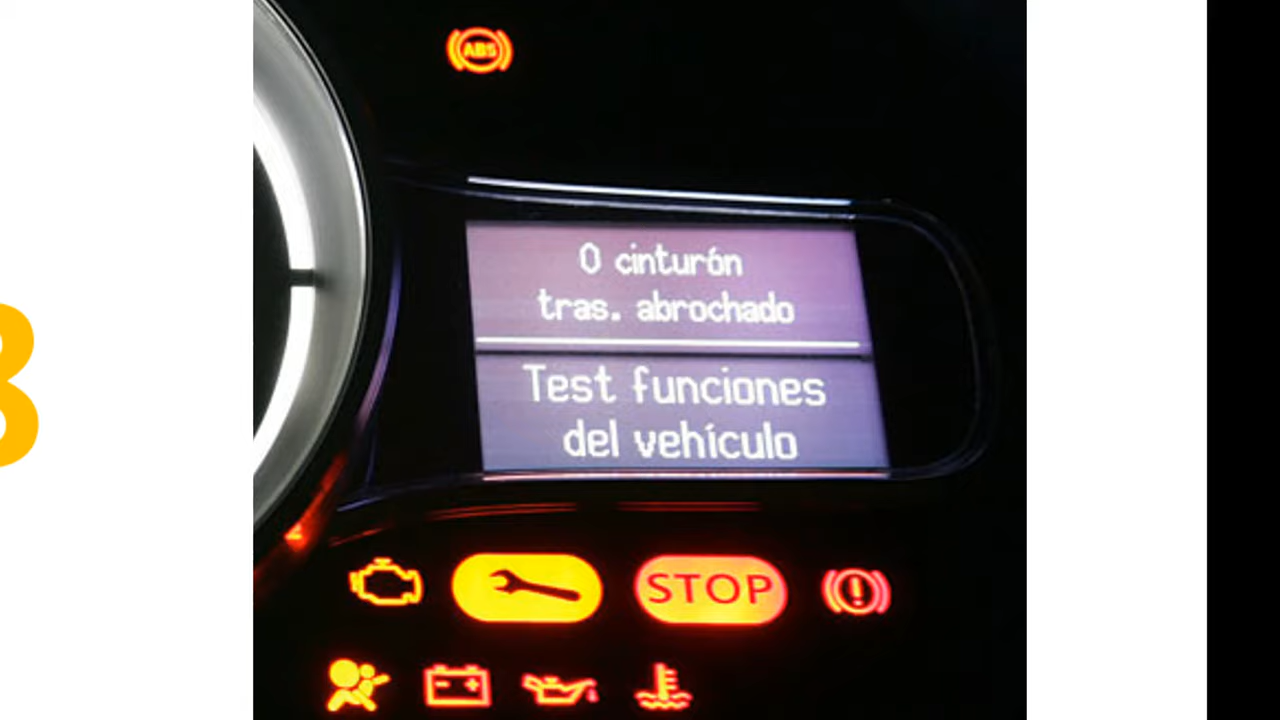 ABS
0 cinturón
tras. abrochado
Test funciones
del vehículo
STOP